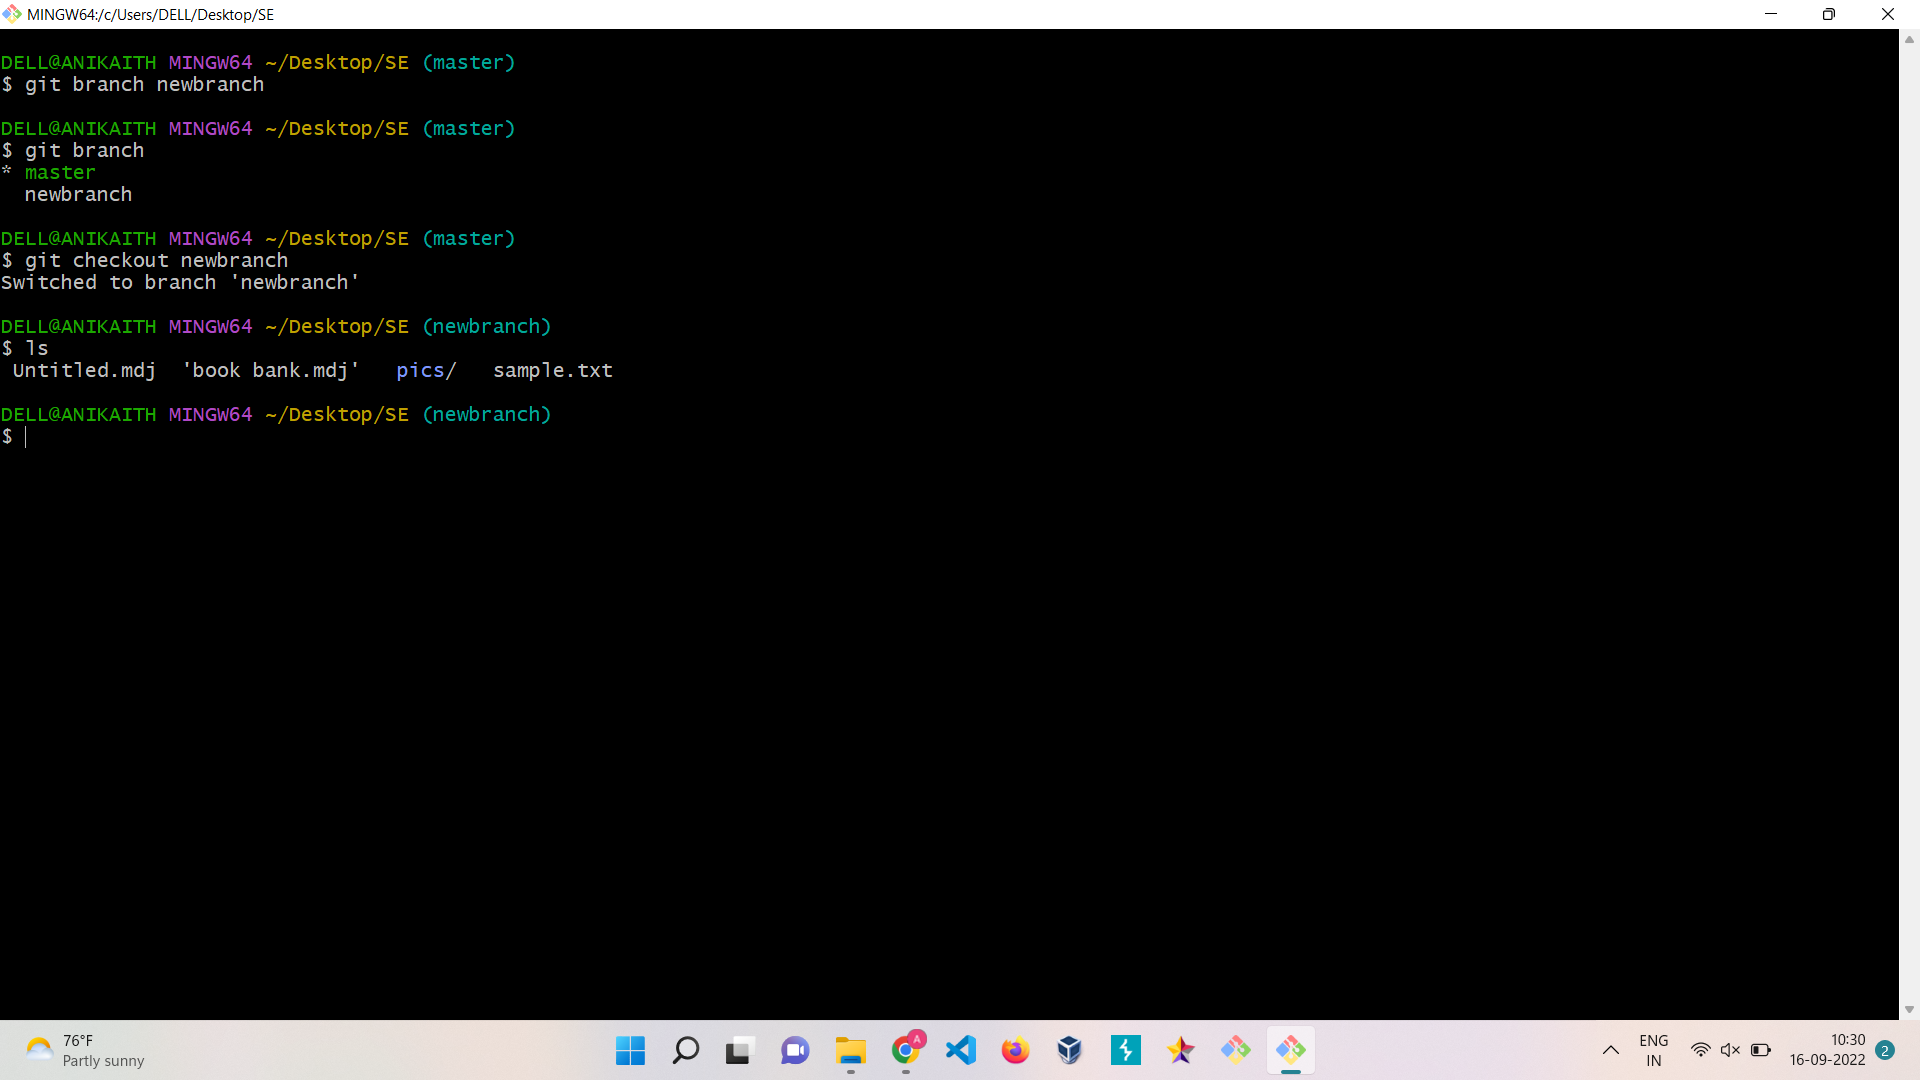 MINGW64:/c/Users/DELL/Desktop/SE
DELL@ANIKAITH MINGW64 ~/Desktop/SE (master)
$ git branch newbranch
DELL@ANIKAITH MINGW64 ~/Desktop/SE (master)
$ git branch
* master
newbranch
DELL@ANIKAITH MINGW64 ~/Desktop/SE (master)
$ git checkout newbranch
Switched to branch 'newbranch'
DELL@ANIKAITH MINGW64 ~/Desktop/SE (newbranch)
$ ls
Untitled.mdj 'book bank.mdj' pics/ sample.txt
DELL@ANIKAITH MINGW64 ~/Desktop/SE (newbranch)
$
76°F
Partly sunny
A
ENG
IN
10:30
16-09-2022
2